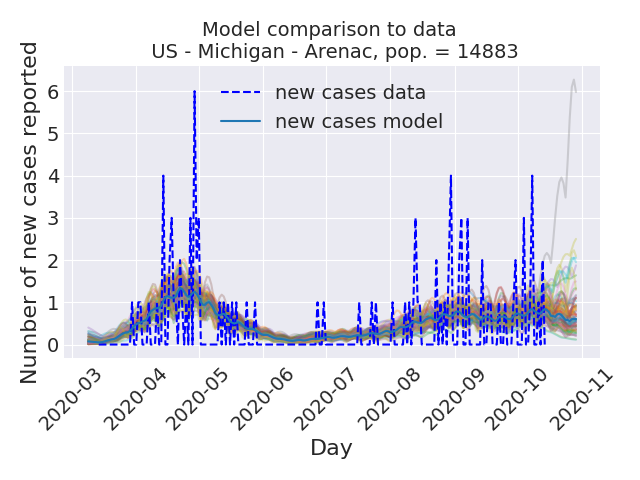 Model comparison to data
US - Michigan - Arenac, pop. = 14883
Number of new cases reported
6
5
4
3
2
1
0
new cases data
new cases model
2020-03
2020-04
2020-05
2020-06
2020-07
2020-08
2020-09
2020-10
2020-11
Day